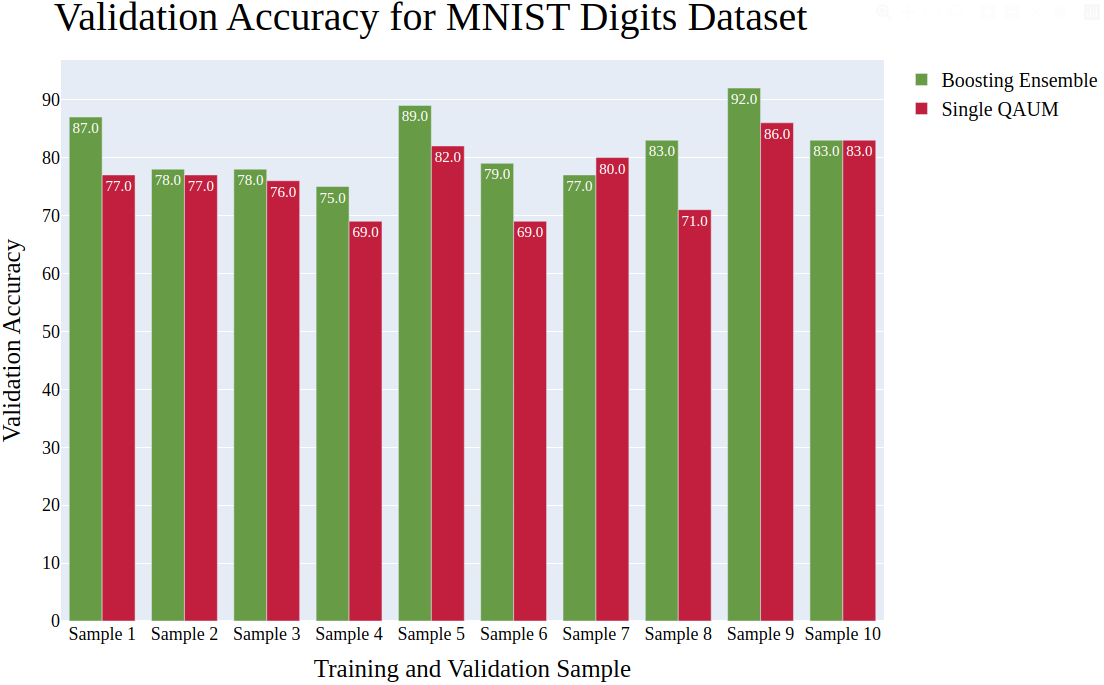 Validation Accuracy for MNIST Digits Dataset
Boosting Ensemble
Single QAUM
Validation Accuracy
90
80
70
60
50
40
30
20
10
0
87.0 77.0 78.0 77.0 78.0 76.0 75.0 69.0 89.0 82.0 79.0 69.0 77.0 80.0 83.0 71.0 92.0 86.0 83.0 83.0
Sample 1 Sample 2 Sample 3 Sample 4 Sample 5 Sample 6 Sample 7 Sample 8 Sample 9 Sample 10
Training and Validation Sample